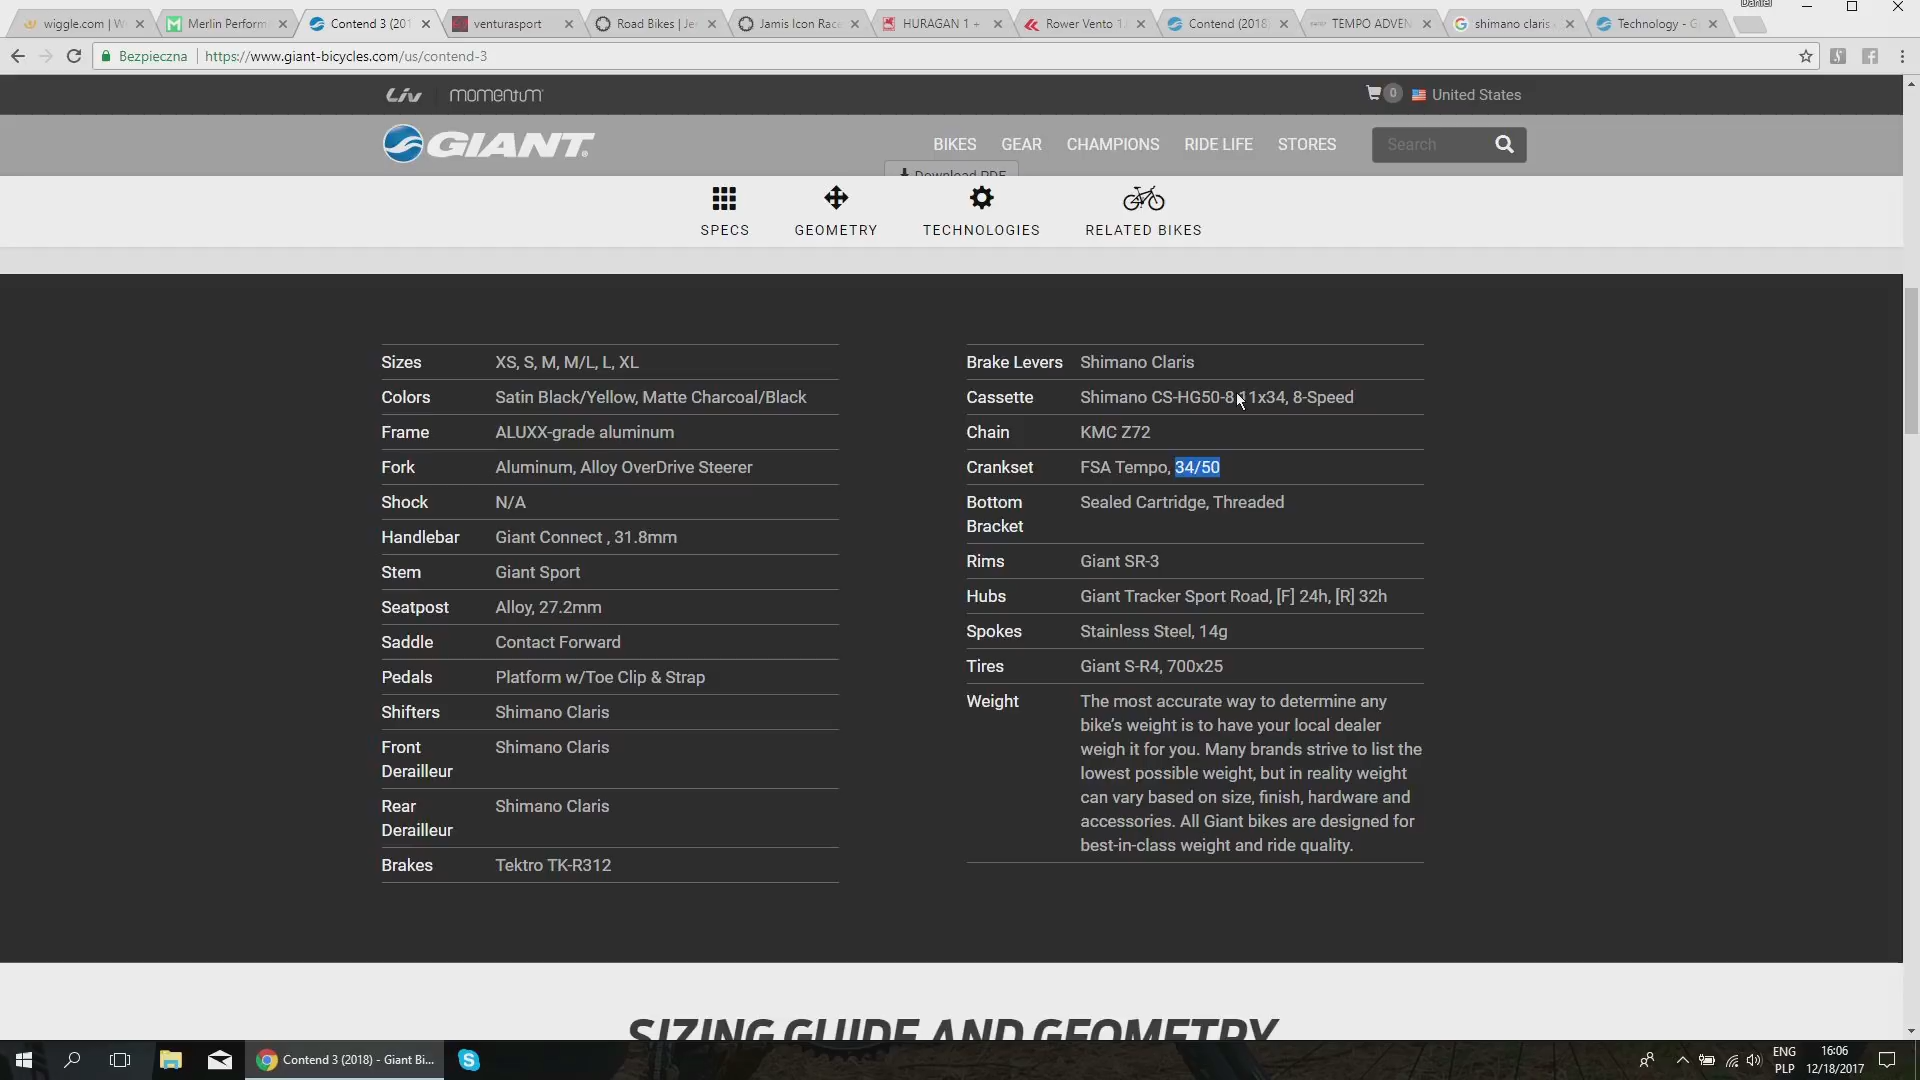 Daniel
wiggle.com | W
Merlin Perform
Contend 3 (201
venturasport
Road Bikes | Je
Jamis Icon Race
HURAGAN 1 +
Rower Vento 1
Contend (2018
TEMPO ADVEN
shimano claris
Technology - G
Bezpieczna
https://www.giant-bicycles.com/us/contend-3
Liv momentum
0 United States
GIANT
BIKES GEAR CHAMPIONS RIDE LIFE STORES
Search
Download PDF
SPECS GEOMETRY TECHNOLOGIES RELATED BIKES
Sizes XS, S, M, M/L, L, XL
Colors Satin Black/Yellow, Matte Charcoal/Black
Frame ALUXX-grade aluminum
Fork Aluminum, Alloy OverDrive Steerer
Shock N/A
Handlebar Giant Connect , 31.8mm
Stem Giant Sport
Seatpost Alloy, 27.2mm
Saddle Contact Forward
Pedals Platform w/Toe Clip & Strap
Shifters Shimano Claris
Front Shimano Claris
Derailleur
Rear Shimano Claris
Derailleur
Brakes Tektro TK-R312
Brake Levers Shimano Claris
Cassette Shimano CS-HG50-8 11x34, 8-Speed
Chain KMC Z72
Crankset FSA Tempo, 34/50
Bottom Sealed Cartridge, Threaded
Bracket
Rims Giant SR-3
Hubs Giant Tracker Sport Road, [F] 24h, [R] 32h
Spokes Stainless Steel, 14g
Tires Giant S-R4, 700x25
Weight The most accurate way to determine any
bike's weight is to have your local dealer
weigh it for you. Many brands strive to list the
lowest possible weight, but in reality weight
can vary based on size, finish, hardware and
accessories. All Giant bikes are designed for
best-in-class weight and ride quality.
SIZING GUIDE AND GEOMETRY
Contend 3 (2018) - Giant Bi...
ENG
PLP
16:06
12/18/2017